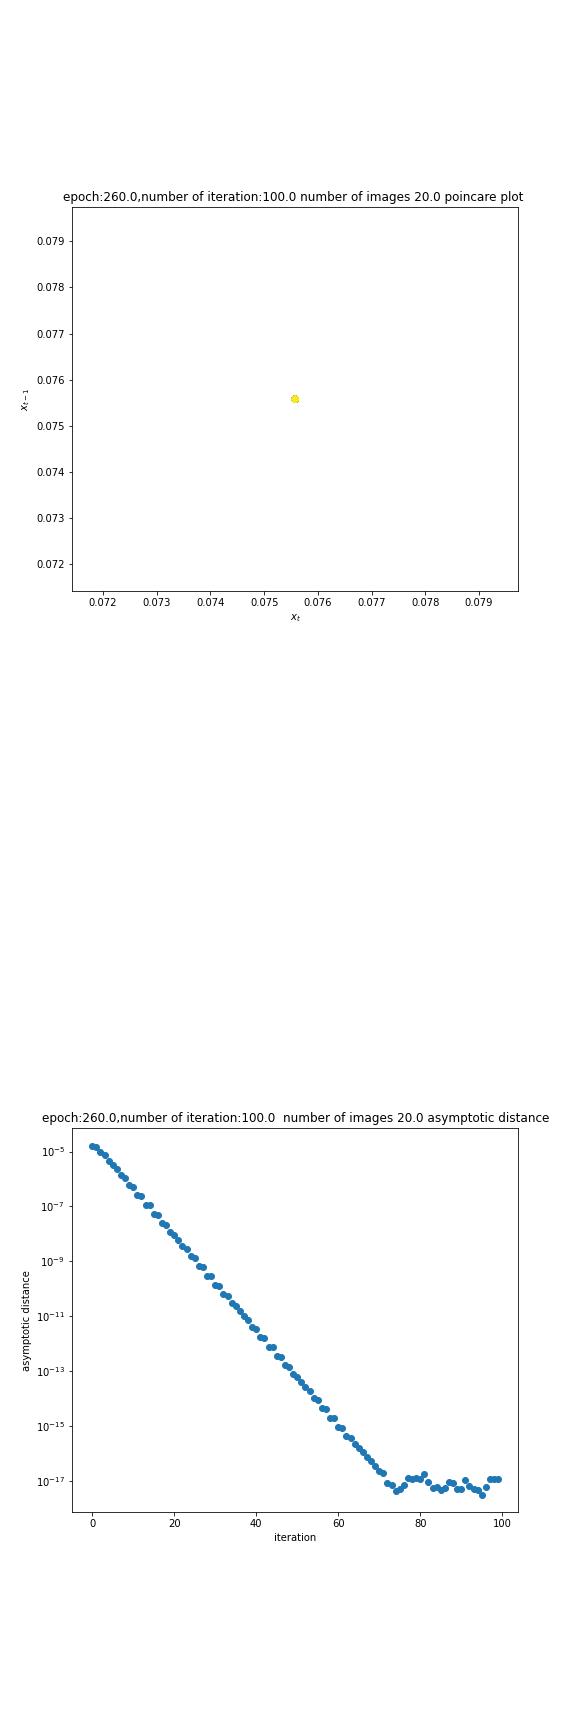 epoch:260.0,number of iteration:100.0 number of images 20.0 poincare plot
0.079
0.078
0.077
0.076
0.075
0.074
0.073
0.072
x_{t-1}
0.072 0.073 0.074 0.075 0.076 0.077 0.078 0.079
x_t
epoch:260.0,number of iteration:100.0  number of images 20.0 asymptotic distance
10^{-5}
10^{-7}
10^{-9}
10^{-11}
10^{-13}
10^{-15}
10^{-17}
asymptotic distance
0 20 40 60 80 100
iteration